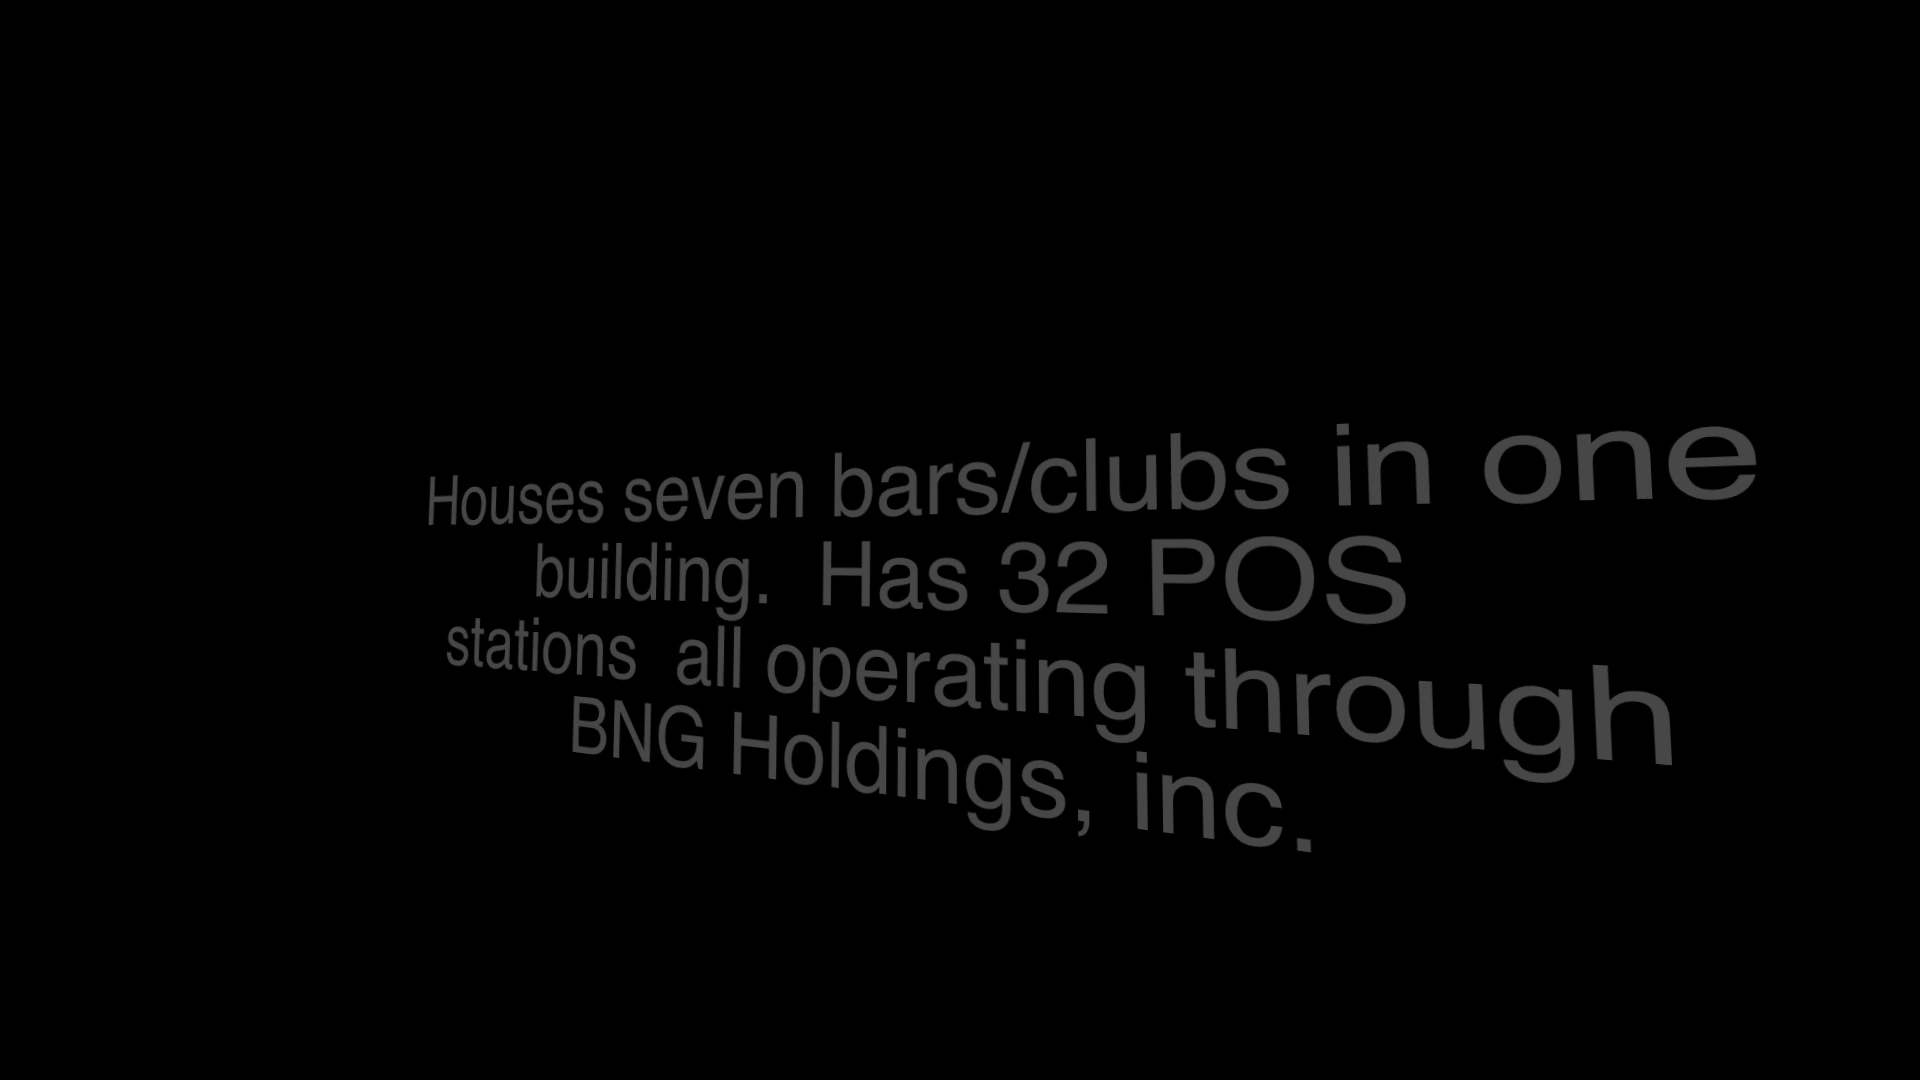 Houses seven bars/clubs in one
building.  Has 32 POS
stations  all operating through
BNG Holdings, inc.